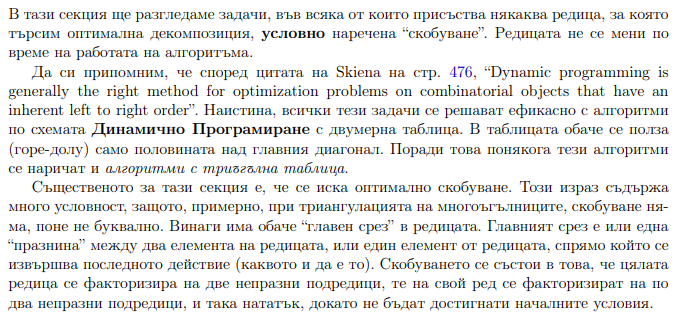 В тази секция ще разгледаме задачи, във всяка от които присъства някаква редица, за която
търсим оптимална декомпозиция, условно наречена “скобуване”. Редицата не се мени по
време на работата на алгоритъма.
Да си припомним, че според цитата на Skiena на стр. 476, “Dynamic programming is
generally the right method for optimization problems on combinatorial objects that have an
inherent left to right order”. Наистина, всички тези задачи се решават ефикасно с алгоритми
по схемата Динамично Програмиране с двумерна таблица. В таблицата обаче се полза
(горе-долу) само половината над главния диагонал. Поради това понякога тези алгоритми
се наричат и алгоритми с триъгълна таблица.
Същественото за тази секция е, че се иска оптимално скобуване. Този израз съдържа
много условност, защото, примерно, при триангулацията на многоъгълниците, скобуване ня-
ма, поне не буквално. Винаги има обаче “главен срез” в редицата. Главният срез е или една
“празнина” между два елемента на редицата, или един елемент от редицата, спрямо който се
извършва последното действие (каквото и да е то). Скобуването се състои в това, че цялата
редица се факторизира на две непразни подредици, те на свой ред се факторизират на по
два непразни подредици, и така нататък, докато не бъдат достигнати началните условия.